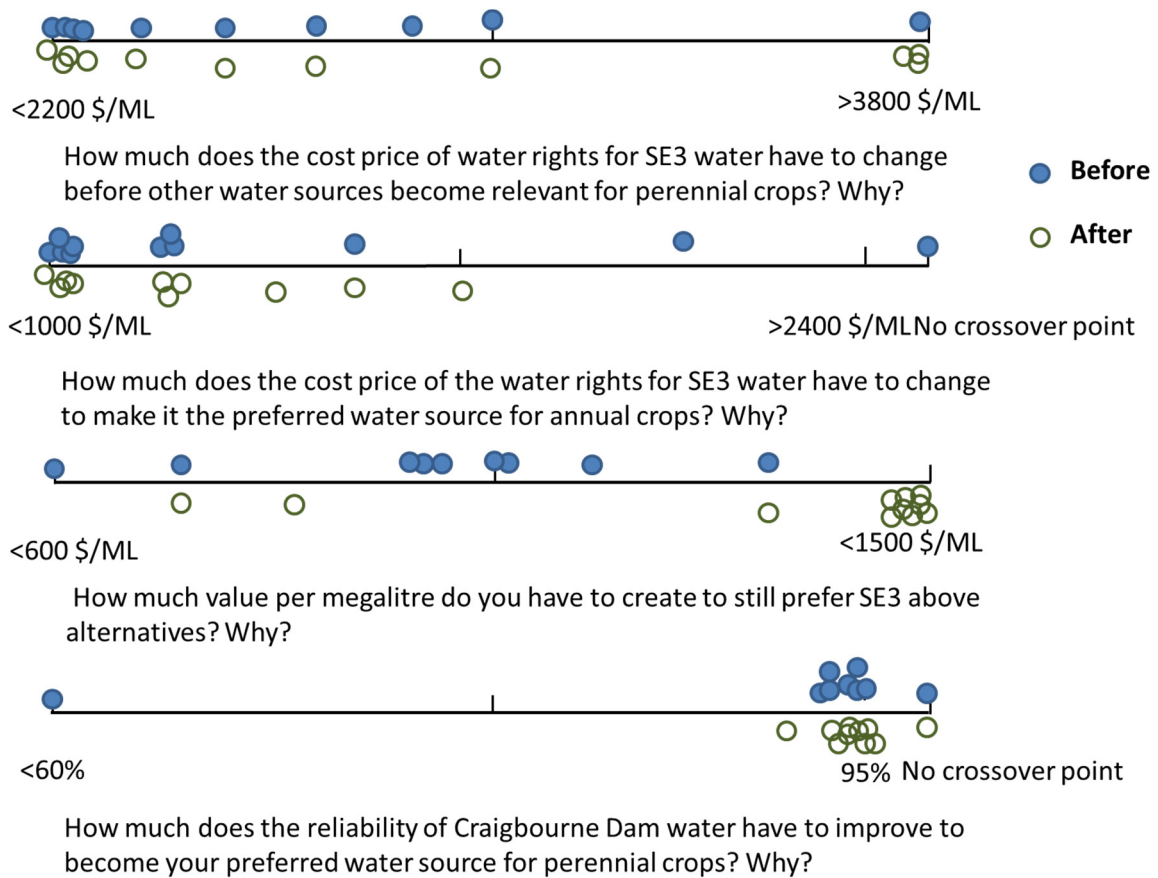 <2200 $/ML
>3800 $/ML
How much does the cost price of water rights for SE3 water have to change
before other water sources become relevant for perennial crops? Why?
Before
After
<1000 $/ML
>2400 $/ML No crossover point
How much does the cost price of the water rights for SE3 water have to change
to make it the preferred water source for annual crops? Why?
<600 $/ML
<1500 $/ML
How much value per megalitre do you have to create to still prefer SE3 above
alternatives? Why?
<60%
95% No crossover point
How much does the reliability of Craigbourne Dam water have to improve to
become your preferred water source for perennial crops? Why?